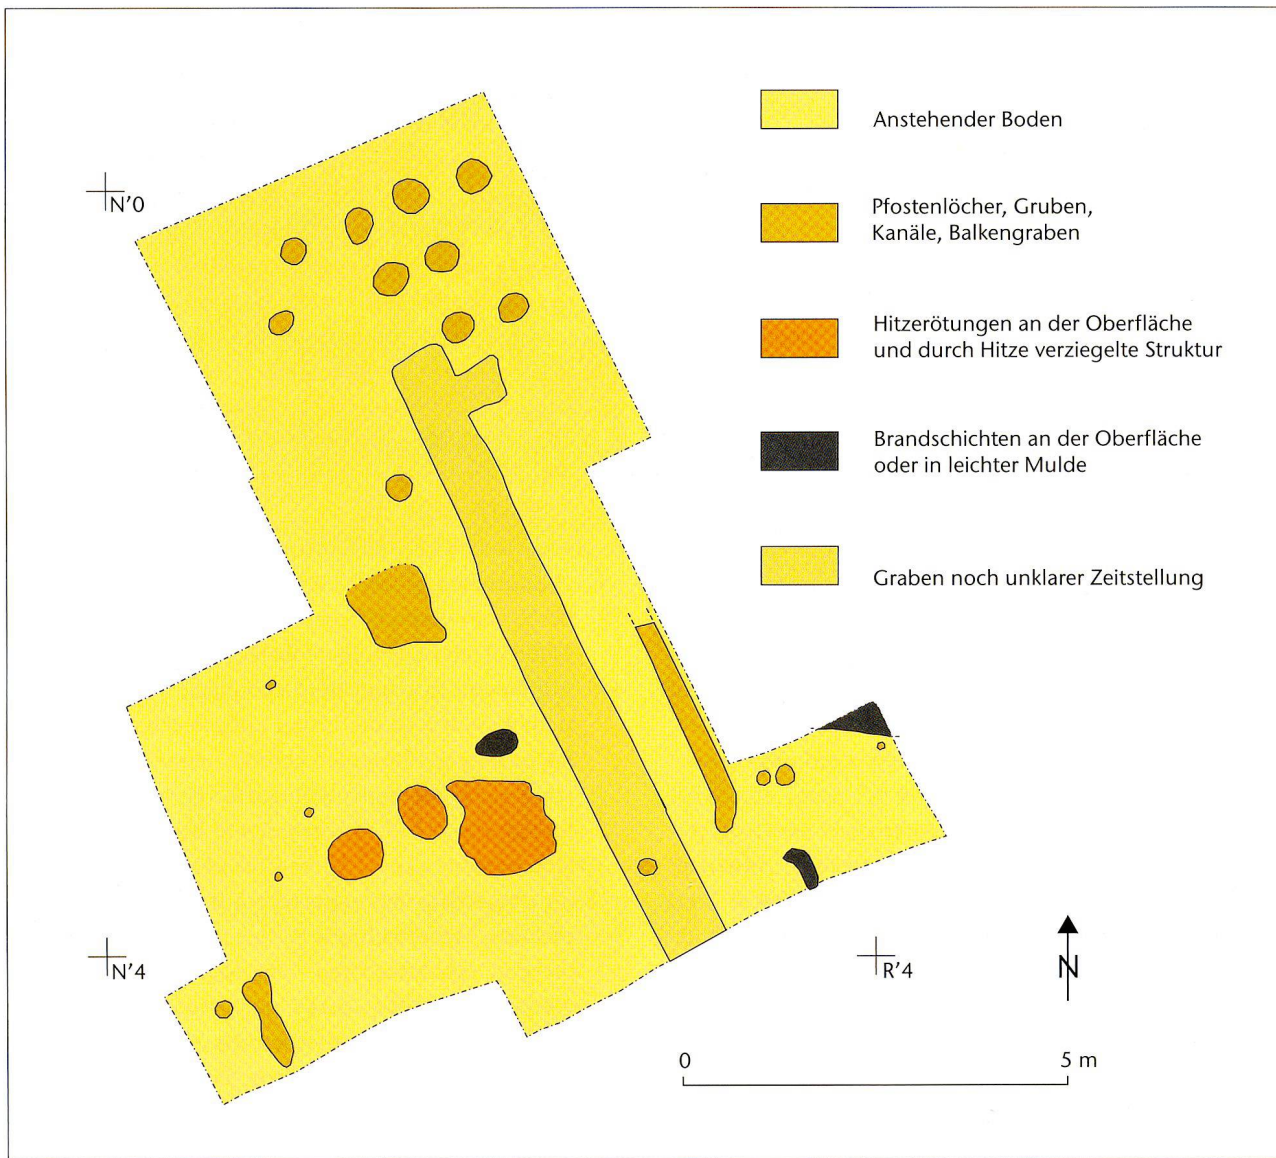 Anstehender Boden
N'0
Pfostenlöcher, Gruben,
Kanäle, Balkengraben
Hitzerötungen an der Oberfläche
und durch Hitze verziegelte Struktur
Brandschichten an der Oberfläche
oder in leichter Mulde
Graben noch unklarer Zeitstellung
N'4
R'4
N
0
5 m